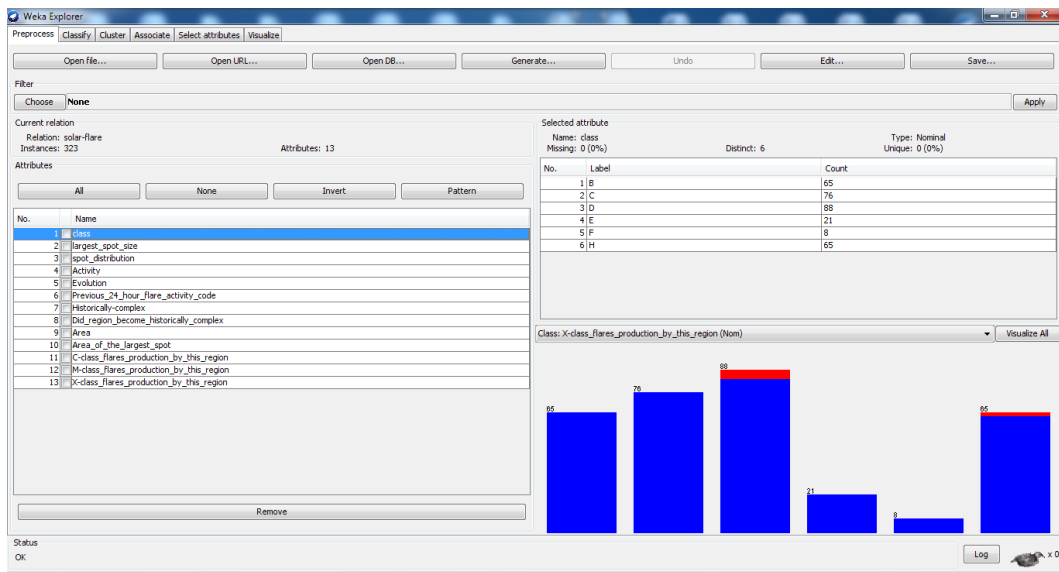 Weka Explorer
Preprocess Classify Cluster Associate Select attributes Visualize
Open file... Open URL... Open DB... Generate... Undo Edit... Save...
Filter
Choose None Apply
Current relation
Relation: solar-flare
Instances: 323 Attributes: 13
Attributes
All None Invert Pattern
No. Name
1 class
2 largest_spot_size
3 spot_distribution
4 Activity
5 Evolution
6 Previous_24_hour_flare_activity_code
7 Historically-complex
8 Did_region_become_historically_complex
9 Area
10 Area_of_the_largest_spot
11 C-class_flares_production_by_this_region
12 M-class_flares_production_by_this_region
13 X-class_flares_production_by_this_region
Remove
Selected attribute
Name: class Type: Nominal
Missing: 0 (0%) Distinct: 6 Unique: 0 (0%)
No. Label Count
1 B 65
2 C 76
3 D 88
4 E 21
5 F 8
6 H 65
Class: X-class_flares_production_by_this_region (Nom) Visualize All
65 76 88 21 8 65
Status
OK
Log x 0